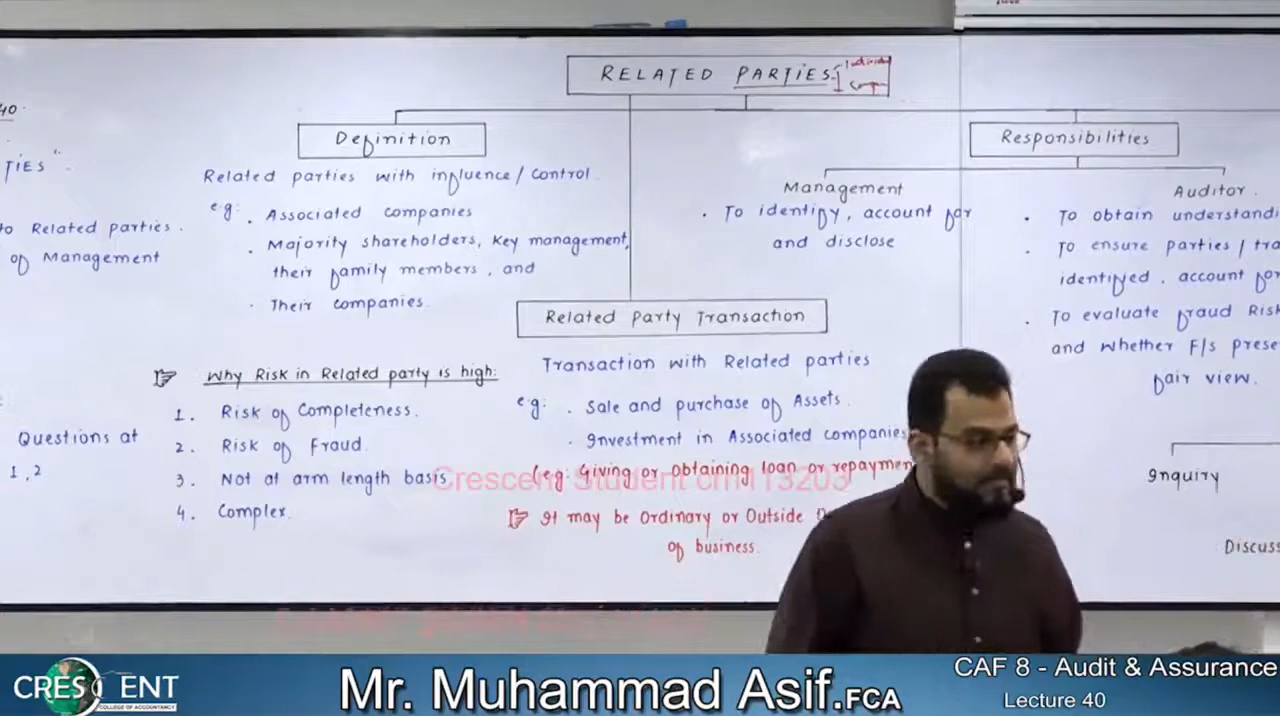 RELATED PARTIES
40
TIES"
to Related parties.
of Management
Questions at
1,2
Definition
Related parties with influence/control.
e.g:
. Associated companies
. Majority shareholders, key management,
their family members, and
. Their companies.
Why Risk in Related party is high:
1. Risk of Completeness.
2. Risk of Fraud.
3. Not at arm length basis
4. Complex.
Related Party Transaction
Transaction with Related parties
e.g:
. Sale and purchase of Assets.
. Investment in Associated companies
(e.g: Giving or obtaining loan or repaymen
It may be Ordinary or Outside
of business.
Responsibilities
Management
. To identify, account for
and disclose
Auditor.
. To obtain understandi
. To ensure parties/tra
identified, account for
. To evaluate fraud Risk
and whether F/s prese
fair view.
Inquiry
Discuss
Crescent Student crn113203
CRESCENT
COLLEGE OF ACCOUNTANCY
Mr. Muhammad Asif.FCA
CAF 8 - Audit & Assurance
Lecture 40